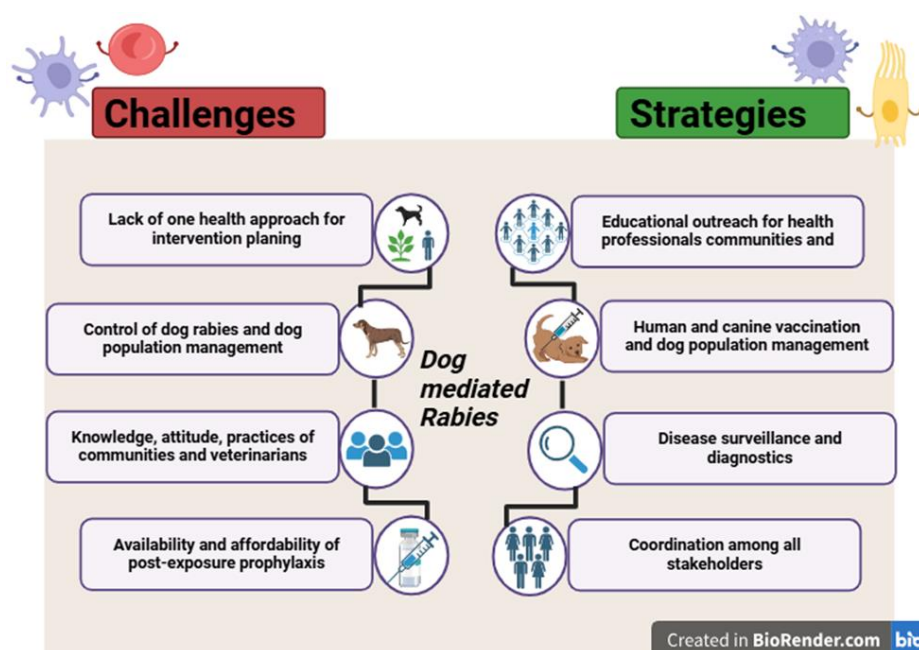 Challenges
Strategies
Lack of one health approach for
intervention planing
Educational outreach for health
professionals communities and
Control of dog rabies and dog
population management
Human and canine vaccination
and dog population management
Dog
mediated
Rabies
Knowledge, attitude, practices of
communities and veterinarians
Disease surveillance and
diagnostics
Availability and affordability of
post-exposure prophylaxis
Coordination among all
stakeholders
Created in BioRender.com
bio